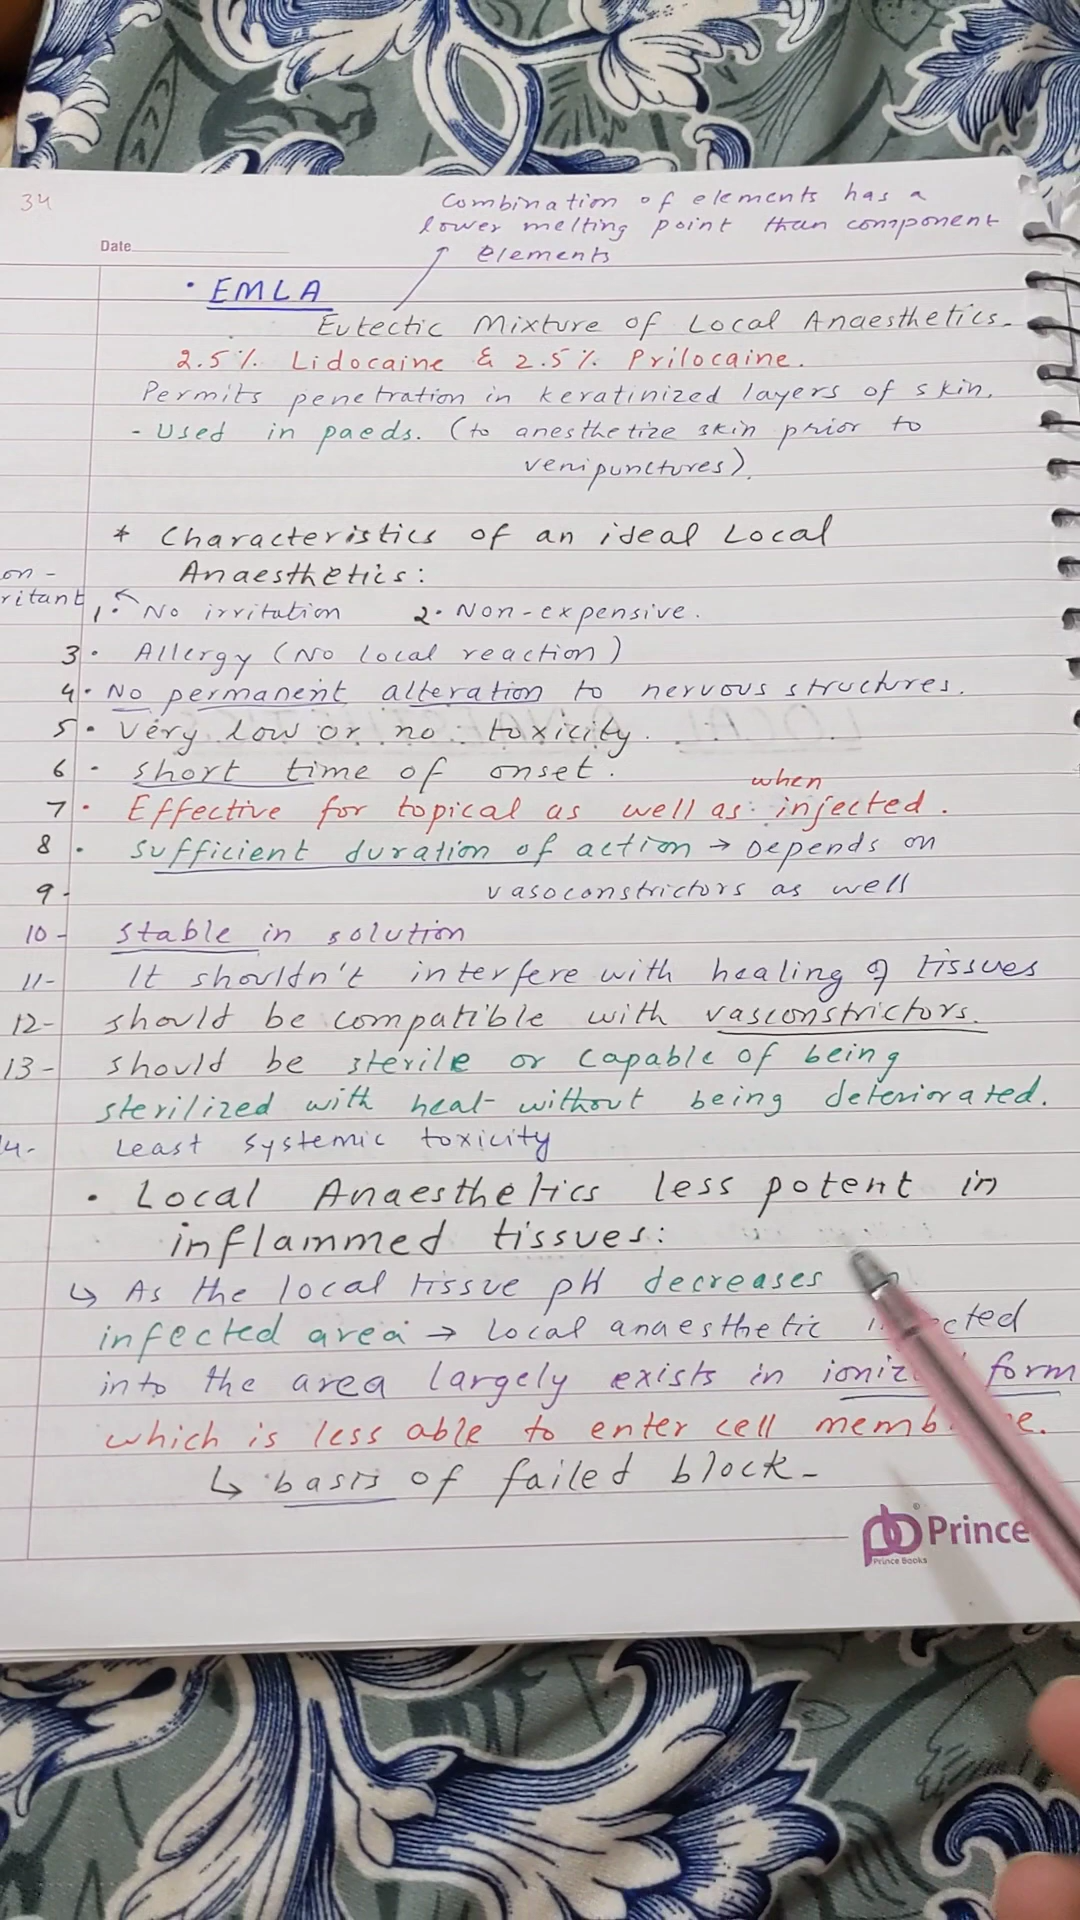 34
Combination of elements has a
lower melting point than component
elements
Date
• EMLA
Eutectic Mixture of Local Anaesthetics.
2.5% Lidocaine & 2.5% Prilocaine.
Permits penetration in keratinized layers of skin.
- Used in paeds. (to anesthetize skin prior to
venipunctures).
* Characteristics of an ideal Local
Anaesthetics:
1. No irritation 2. Non-expensive.
3. Allergy (No local reaction)
4. No permanent alteration to nervous structures.
5. Very low or no toxicity.
6. Short time of onset.
7. Effective for topical as well as when injected.
8. Sufficient duration of action → Depends on
9. vasoconstrictors as well
10- Stable in solution
11- It shouldn't interfere with healing of tissues
12- should be compatible with vasconstrictors.
13- should be sterile or capable of being
sterilized with heat without being deteriorated.
Least systemic toxicity
• Local Anaesthetics less potent in
inflammed tissues:
↳ As the local tissue pH decreases
infected area → local anaesthetic
into the area largely exists in form
which is less able to enter cell
↳ basis of failed block.
Prince
Prince Books